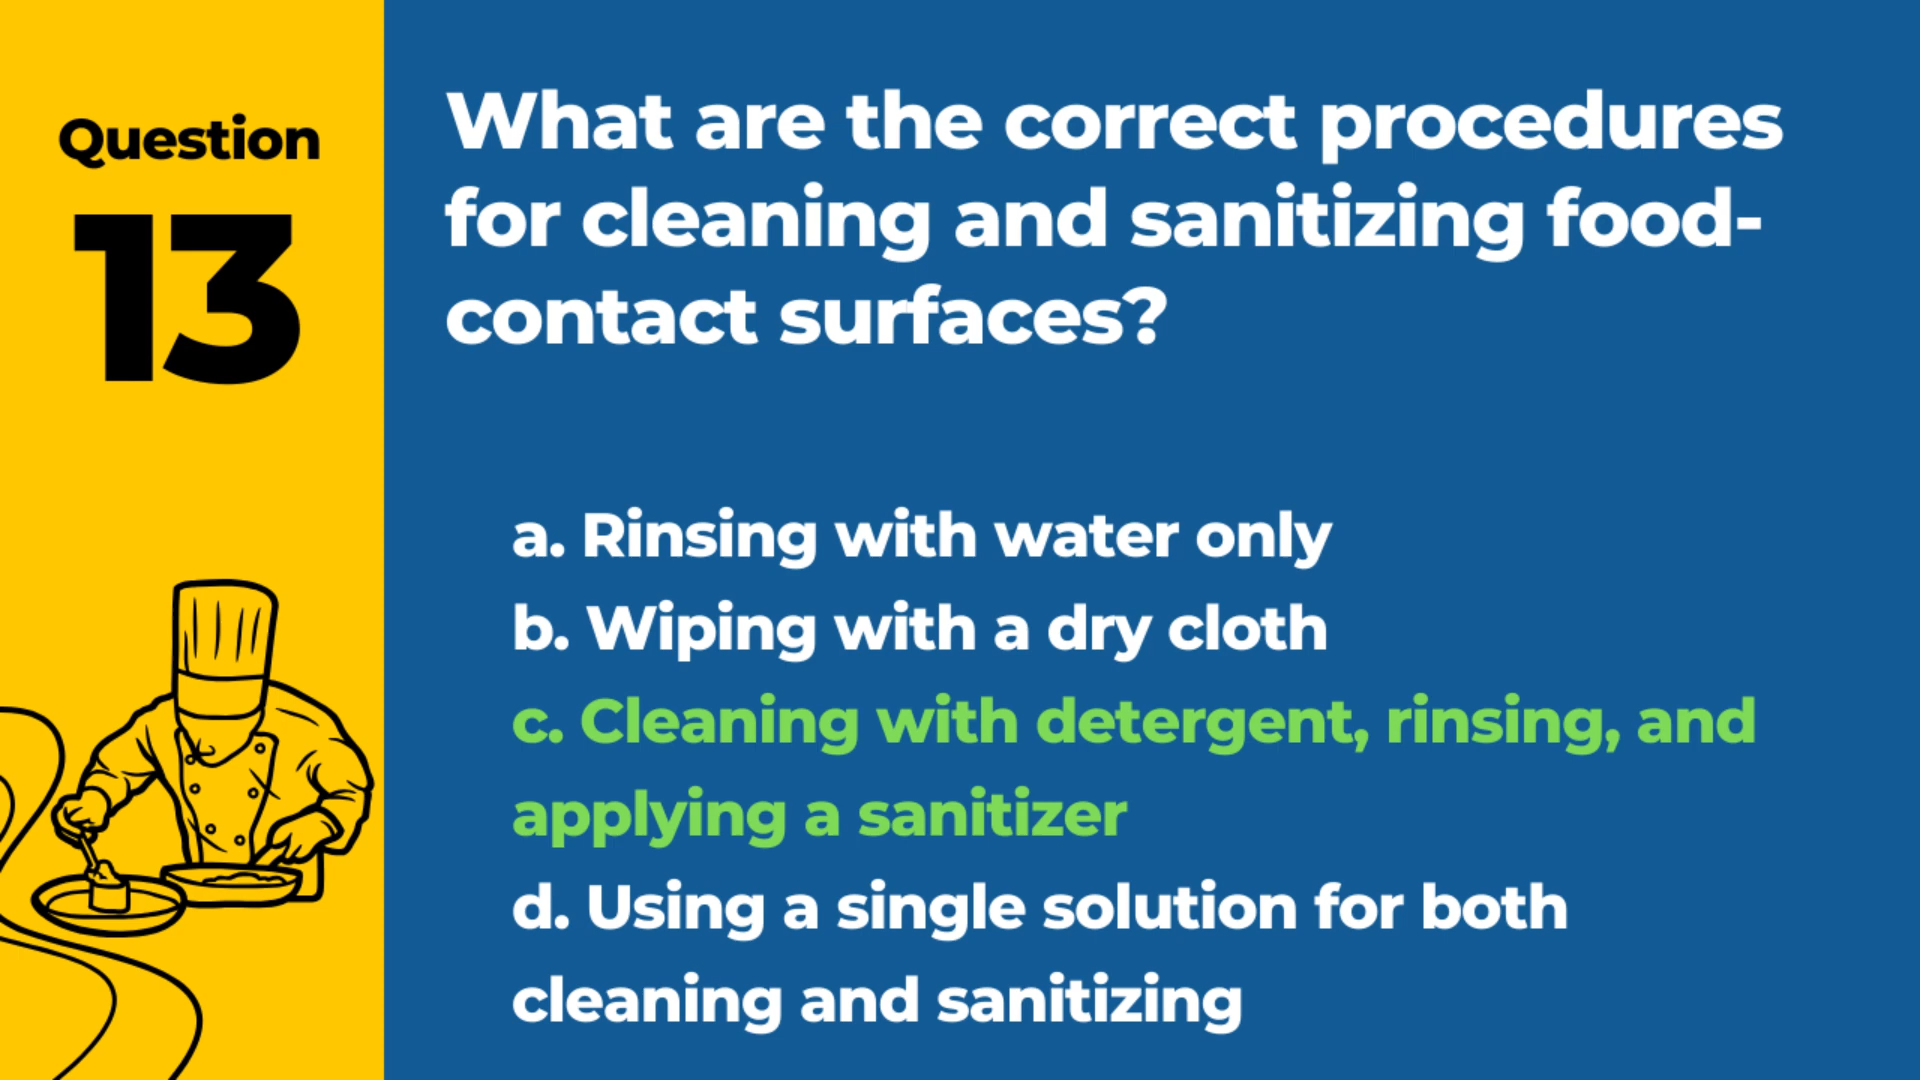 Question
13
What are the correct procedures
for cleaning and sanitizing food-
contact surfaces?
a. Rinsing with water only
b. Wiping with a dry cloth
c. Cleaning with detergent, rinsing, and
applying a sanitizer
d. Using a single solution for both
cleaning and sanitizing